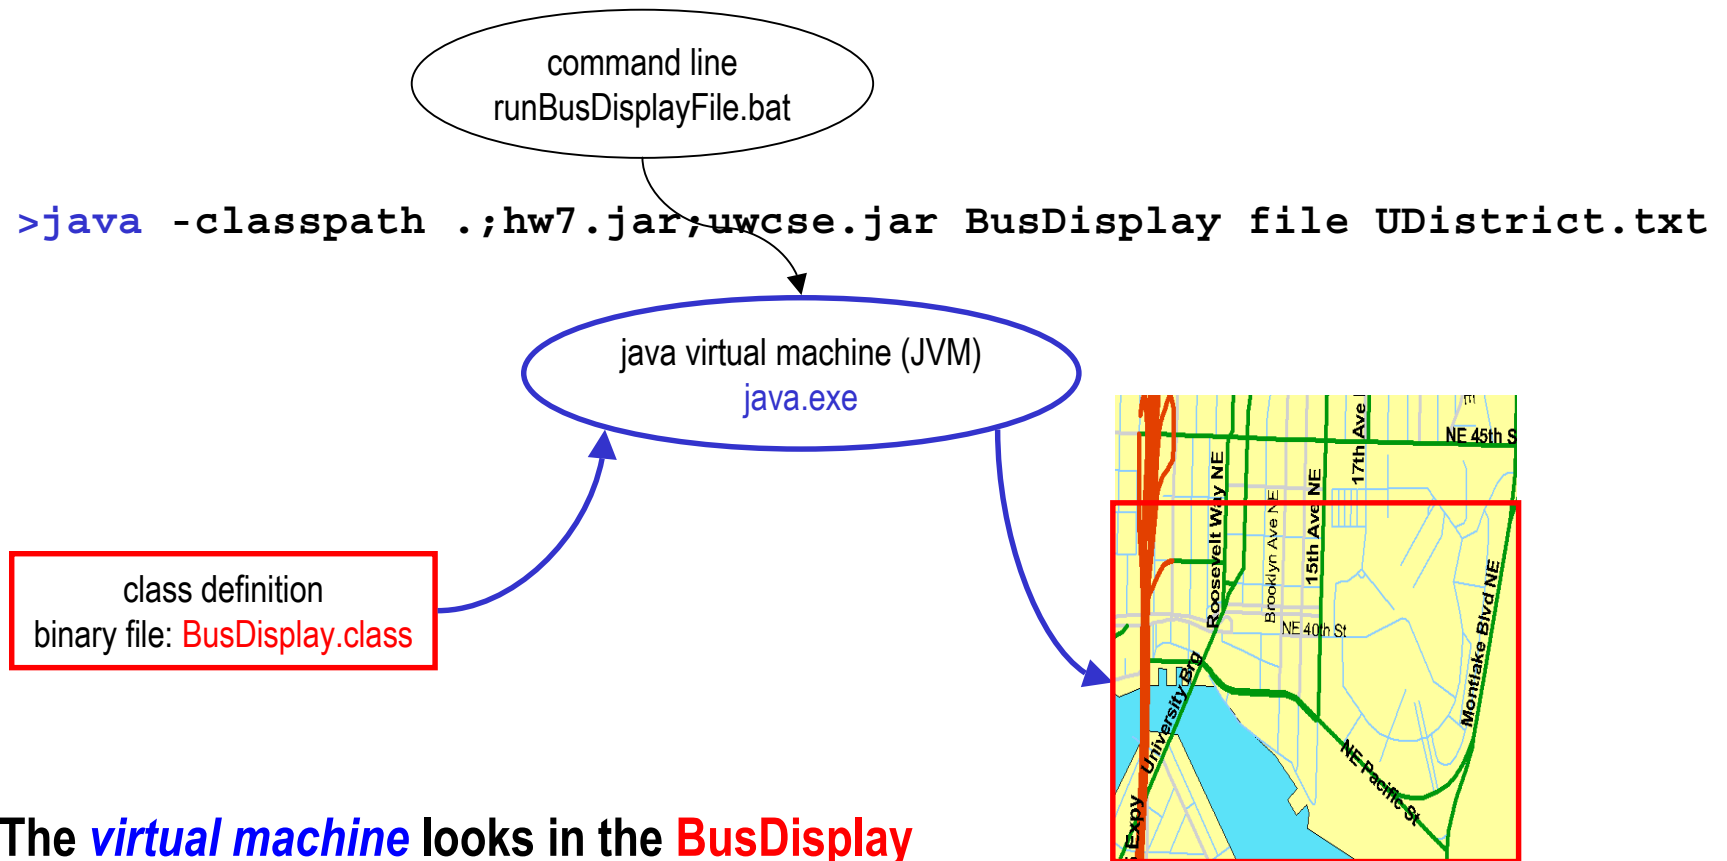 command line
runBusDisplayFile.bat
>java -classpath .;hw7.jar;uwcse.jar BusDisplay file UDistrict.txt
java virtual machine (JVM)
java.exe
class definition
binary file: BusDisplay.class
NE 45th S
17th Ave
Roosevelt Way NE
Brooklyn Ave NE
15th Ave NE
NE 40th St
Montlake Blvd NE
University Brg
NE Pacific St
Expy
The virtual machine looks in the BusDisplay